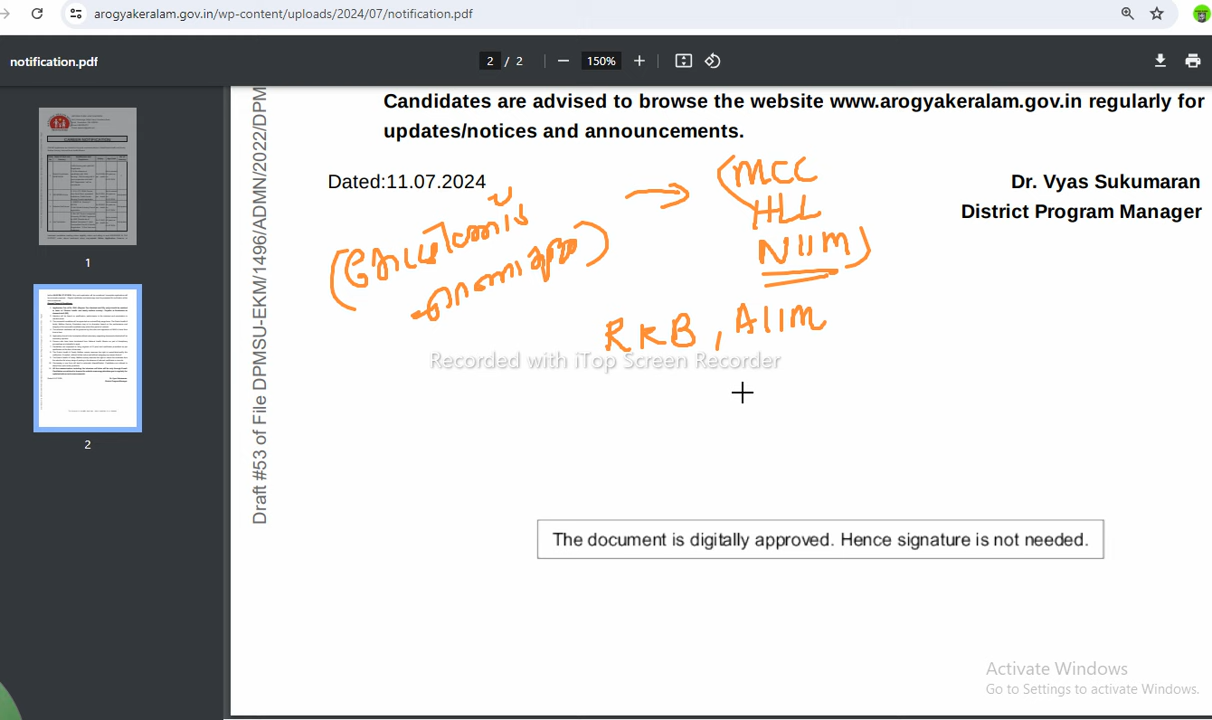 arogyakeralam.gov.in/wp-content/uploads/2024/07/notification.pdf
notification.pdf
2 / 2
150%
Candidates are advised to browse the website www.arogyakeralam.gov.in regularly for
updates/notices and announcements.
Dated:11.07.2024
Dr. Vyas Sukumaran
District Program Manager
(MCC
HLL
NIIM)
RRB, AIIM
Recorded with iTop Screen Recorder
Draft #53 of File DPMSU-EKM/1496/ADMN/2022/DPM
1
2
The document is digitally approved. Hence signature is not needed.
Activate Windows
Go to Settings to activate Windows.